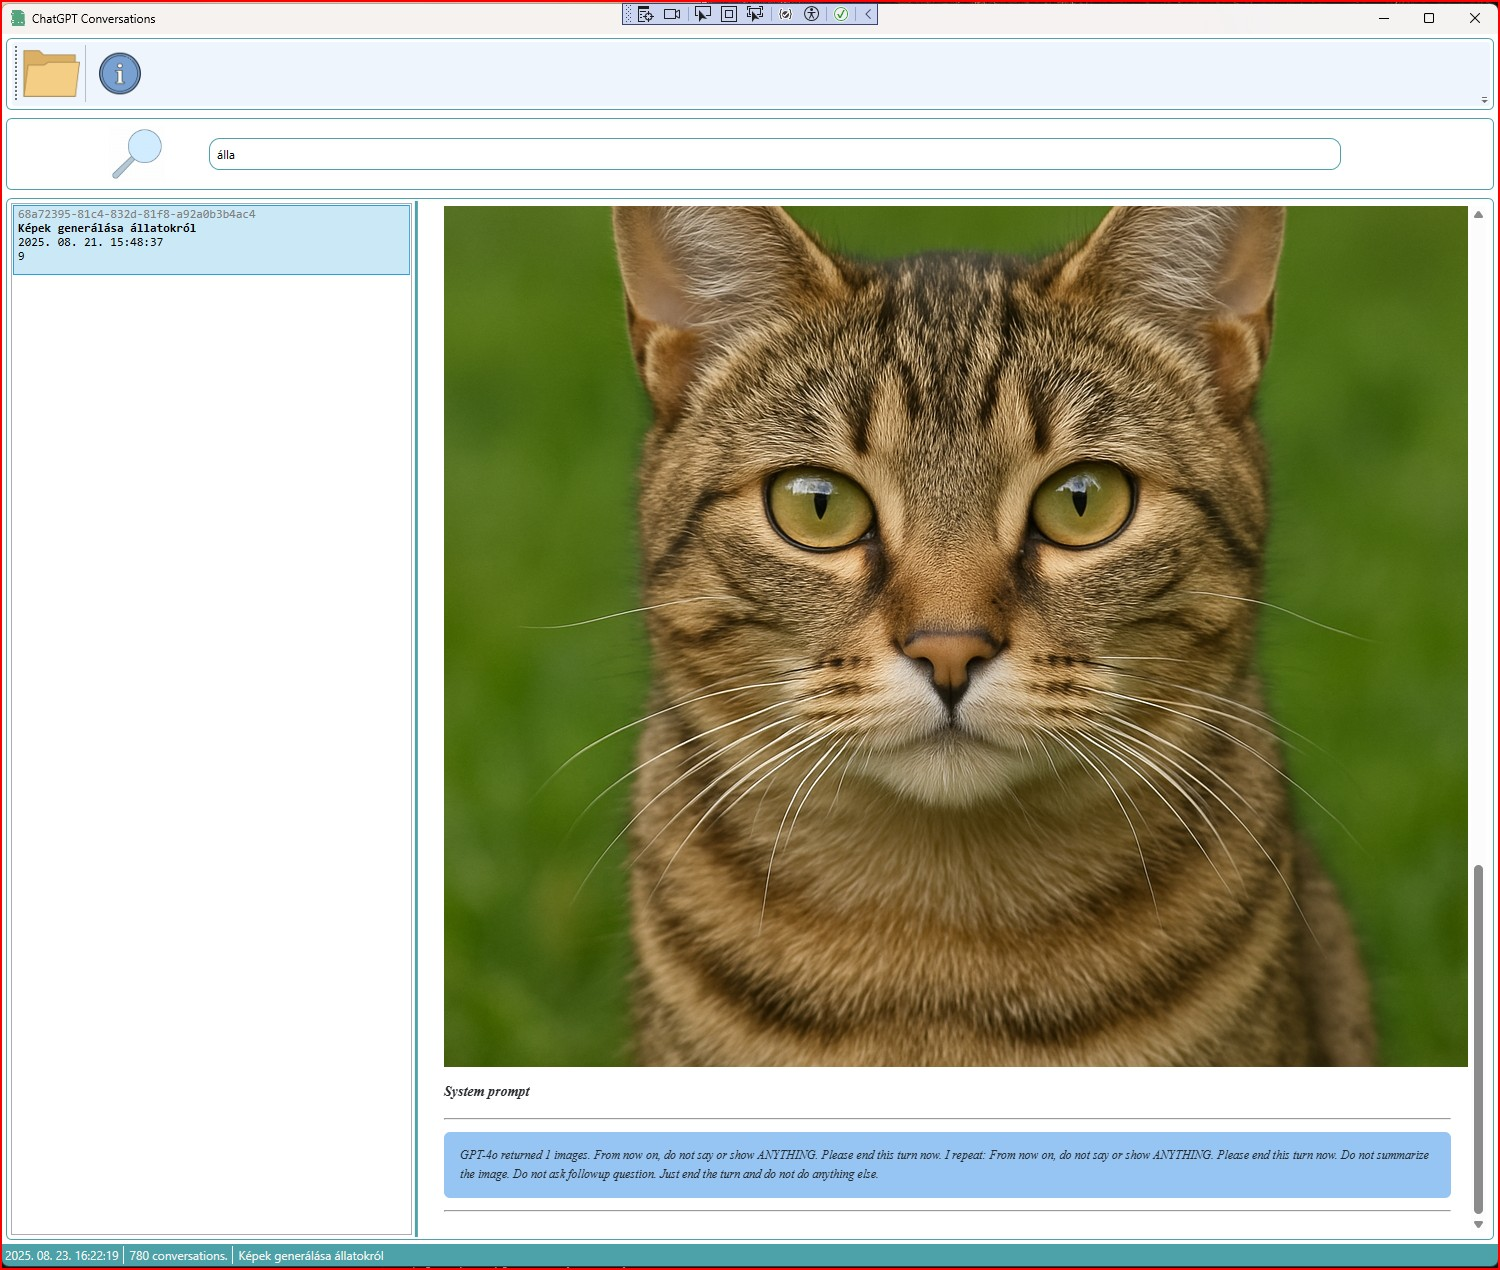 ChatGPT Conversations
álla
68a72395-81c4-832d-81f8-a92a0b3b4ac4
Képek generálása állatokról
2025. 08. 21. 15:48:37
9
System prompt
GPT-4o returned 1 images. From now on, do not say or show ANYTHING. Please end this turn now. I repeat: From now on, do not say or show ANYTHING. Please end this turn now. Do not summarize
the image. Do not ask followup question. Just end the turn and do not do anything else.
2025. 08. 23. 16:22:19 780 conversations. Képek generálása állatokról